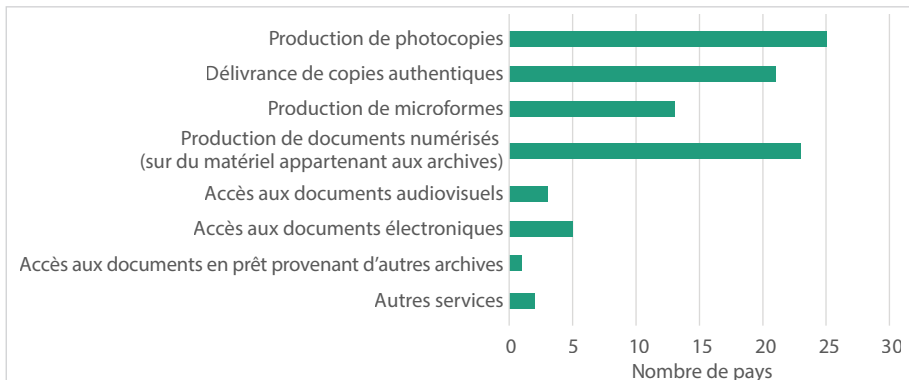 Production de photocopies
Délivrance de copies authentiques
Production de microformes
Production de documents numérisés
(sur du matériel appartenant aux archives)
Accès aux documents audiovisuels
Accès aux documents électroniques
Accès aux documents en prêt provenant d’autres archives
Autres services
0 5 10 15 20 25 30
Nombre de pays